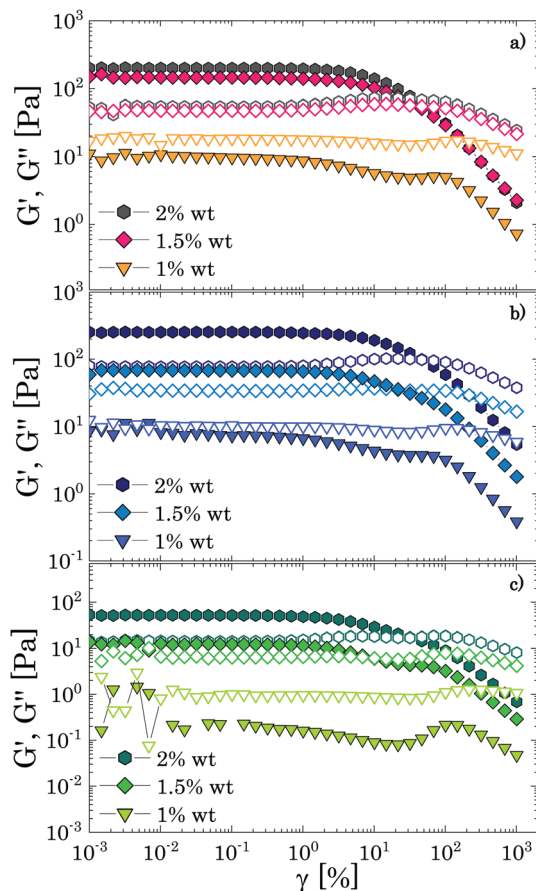 a)
10³
10²
10¹
10⁰
G', G" [Pa]
2% wt
1.5% wt
1% wt
b)
10³
10²
10¹
10⁰
10⁻¹
G', G" [Pa]
2% wt
1.5% wt
1% wt
c)
10²
10¹
10⁰
10⁻¹
10⁻²
10⁻³
G', G" [Pa]
2% wt
1.5% wt
1% wt
10⁻³ 10⁻² 10⁻¹ 10⁰ 10¹ 10² 10³
γ [%]